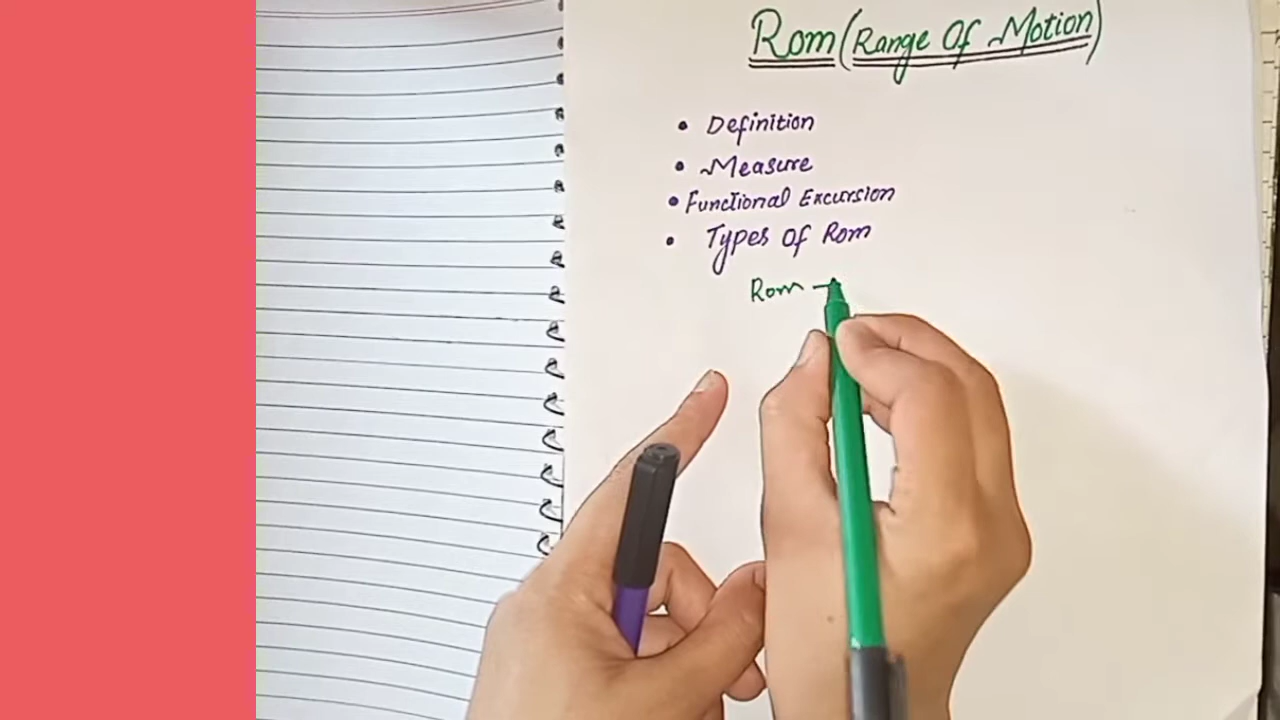 Rom (Range Of Motion)
• Definition
• Measure
• Functional Excursion
• Types Of Rom
Rom →